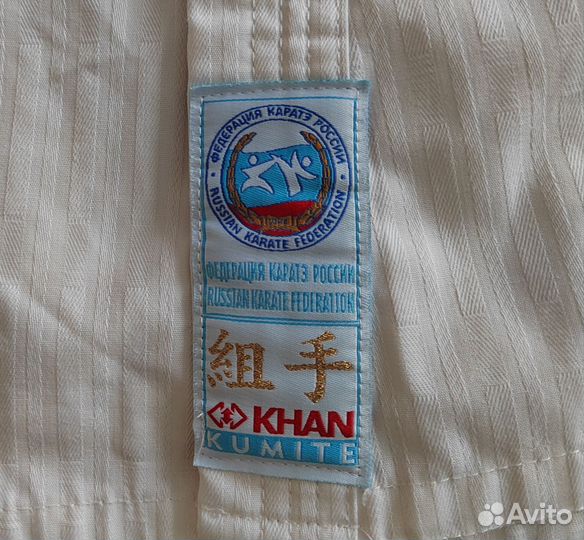 ФЕДЕРАЦИЯ КАРАТЭ РОССИИ
RUSSIAN KARATE FEDERATION
ФЕДЕРАЦИЯ КАРАТЭ РОССИИ
RUSSIAN KARATE FEDERATION
組手
KHAN
KUMITE
Avito